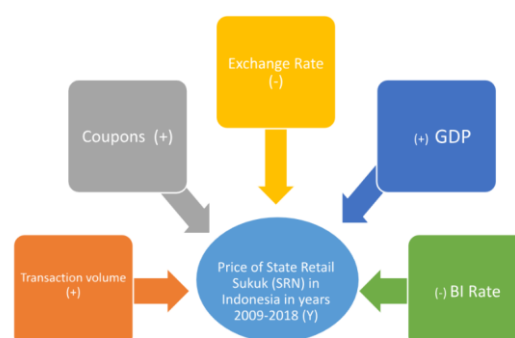 Exchange Rate
(-)
Coupons (+)
(+) GDP
Transaction volume
(+)
Price of State Retail
Sukuk (SRN) in
Indonesia in years
2009-2018 (Y)
(-) BI Rate